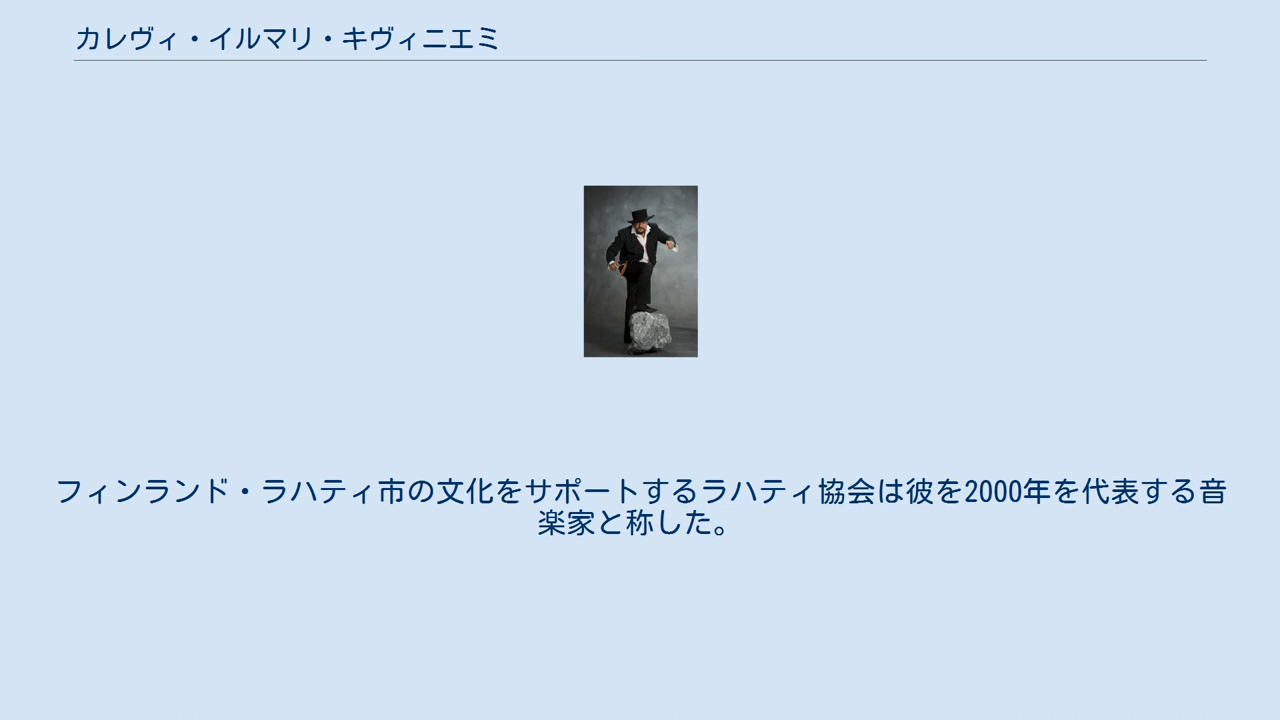 カレヴィ・イルマリ・キヴィニエミ
フィンランド・ラハティ市の文化をサポートするラハティ協会は彼を2000年を代表する音
楽家と称した。